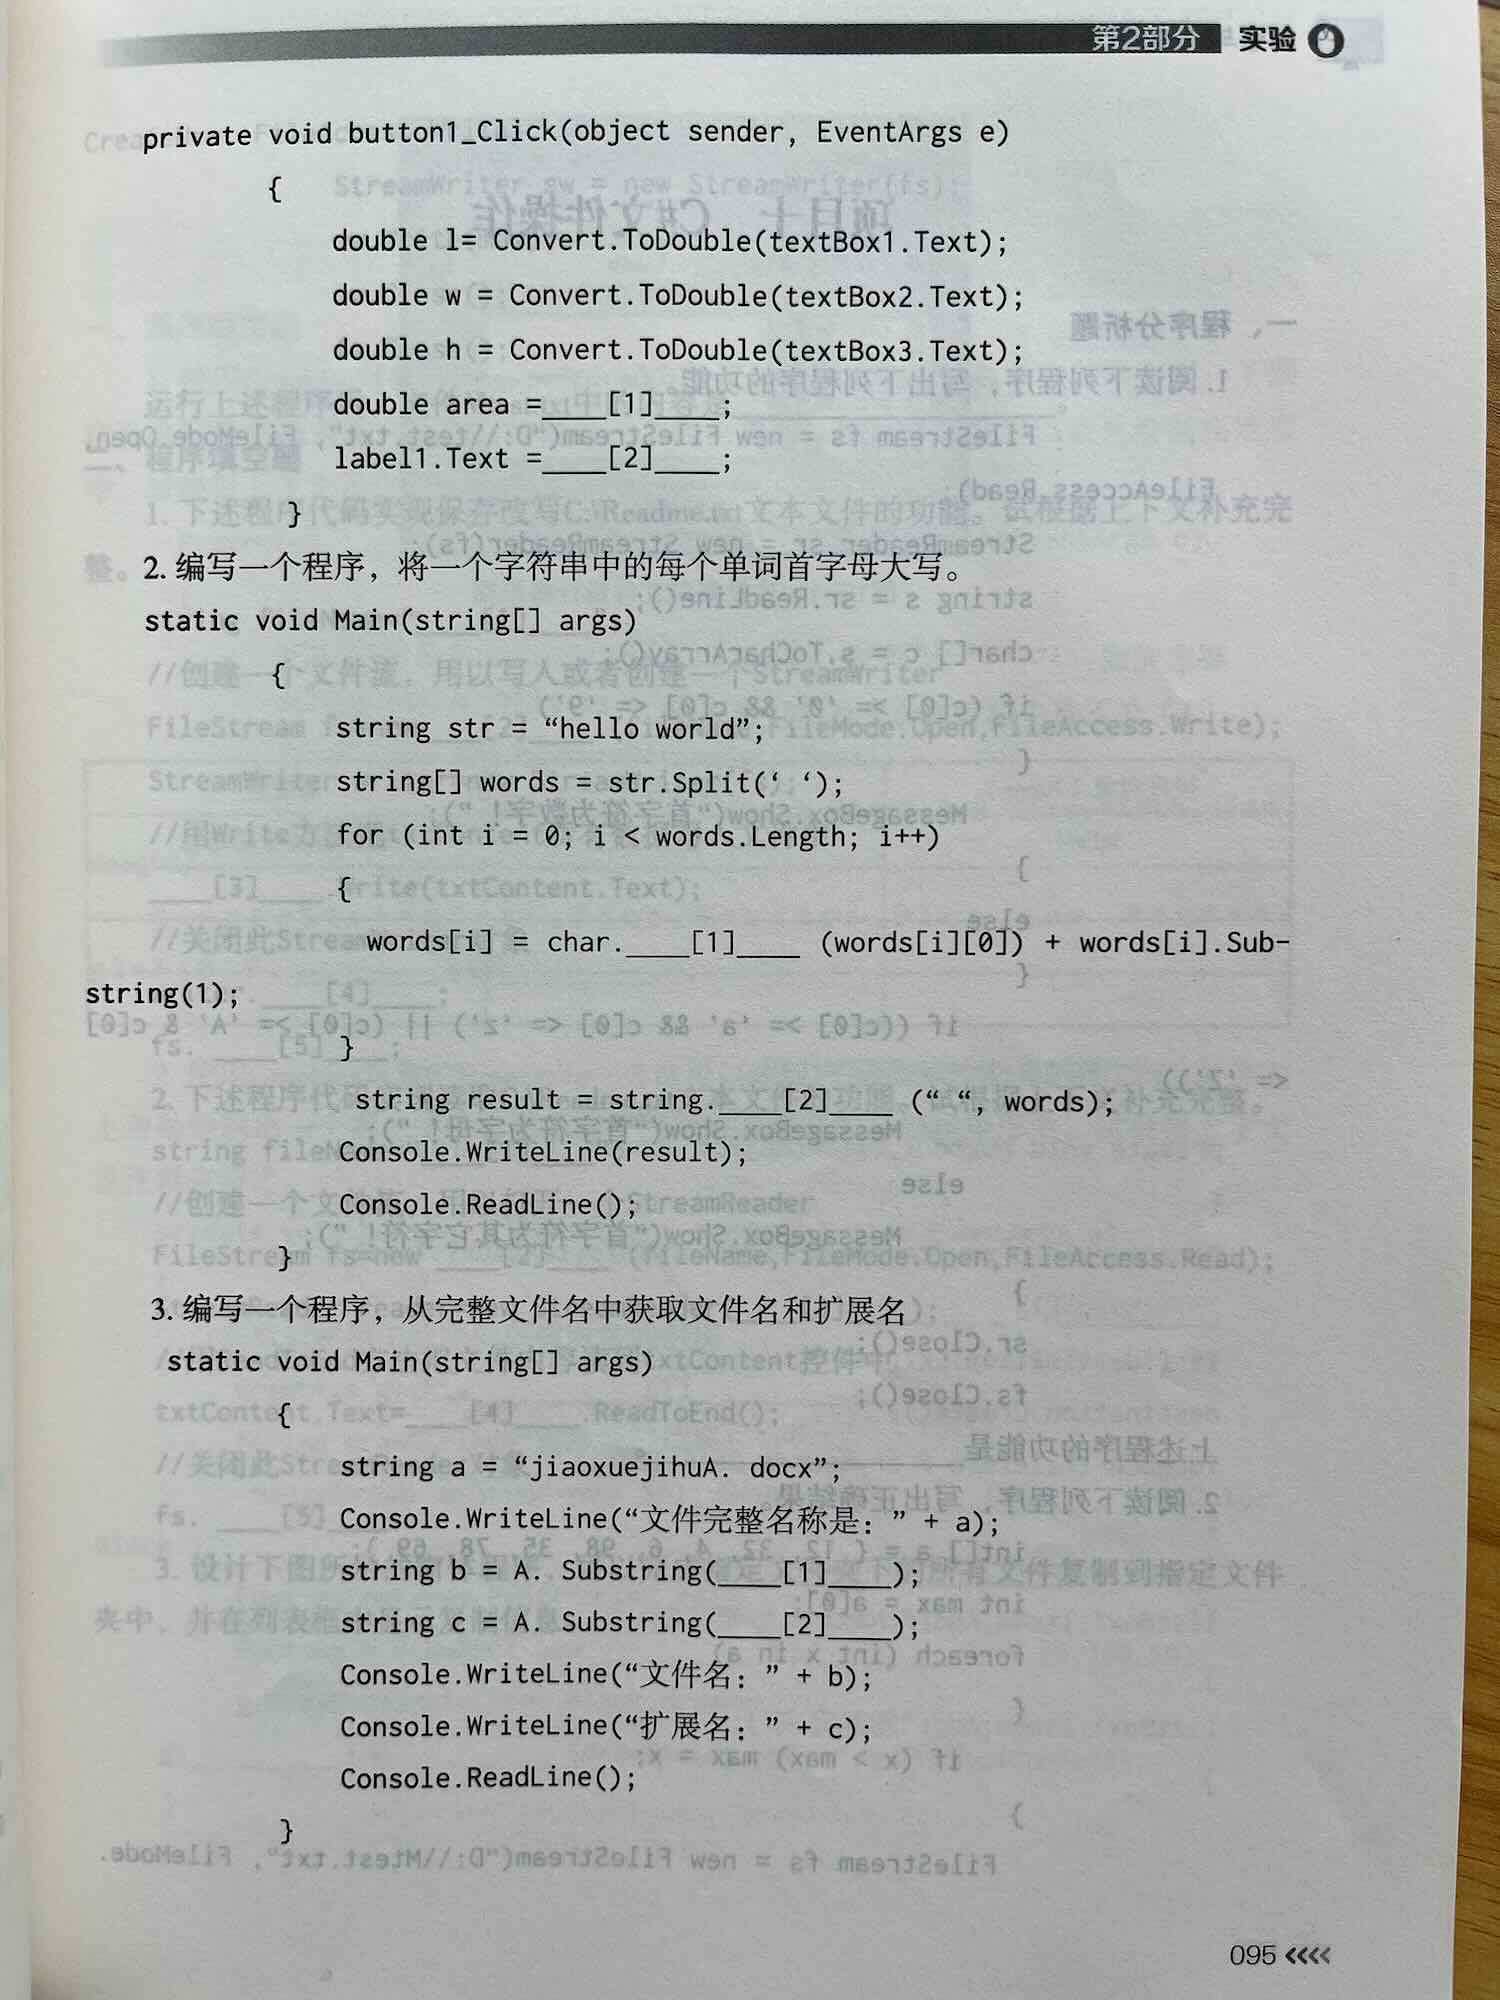 第2部分 实验
private void button1_Click(object sender, EventArgs e)
{
double l= Convert.ToDouble(textBox1.Text);
double w = Convert.ToDouble(textBox2.Text);
double h = Convert.ToDouble(textBox3.Text);
double area =____[1]____;
label1.Text =____[2]____;
}
2. 编写一个程序，将一个字符串中的每个单词首字母大写。
static void Main(string[] args)
{
string str = “hello world”;
string[] words = str.Split(‘ ‘);
for (int i = 0; i < words.Length; i++)
{
words[i] = char.____[1]____ (words[i][0]) + words[i].Sub-
string(1);
}
string result = string.____[2]____ (“ “, words);
Console.WriteLine(result);
Console.ReadLine();
}
3. 编写一个程序，从完整文件名中获取文件名和扩展名
static void Main(string[] args)
{
string a = “jiaoxuejihuA. docx”;
Console.WriteLine(“文件完整名称是：” + a);
string b = A. Substring(____[1]____);
string c = A. Substring(____[2]____);
Console.WriteLine(“文件名：” + b);
Console.WriteLine(“扩展名：” + c);
Console.ReadLine();
}
095